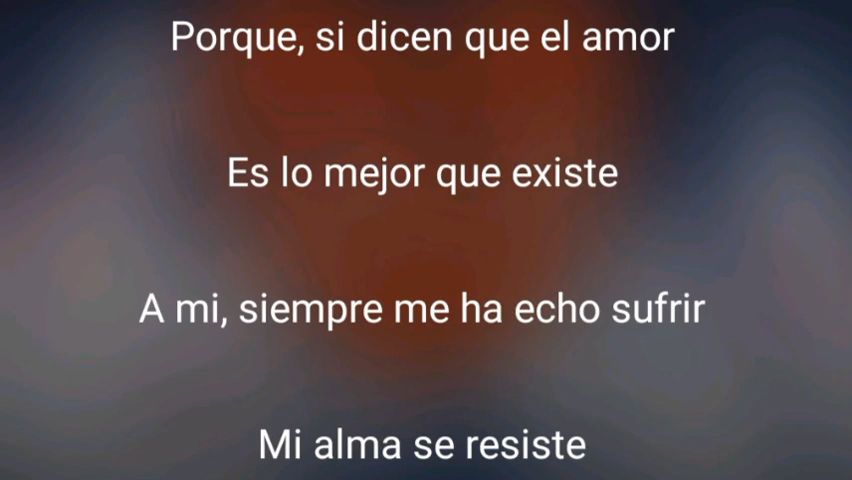 Porque, si dicen que el amor
Es lo mejor que existe
A mi, siempre me ha echo sufrir
Mi alma se resiste